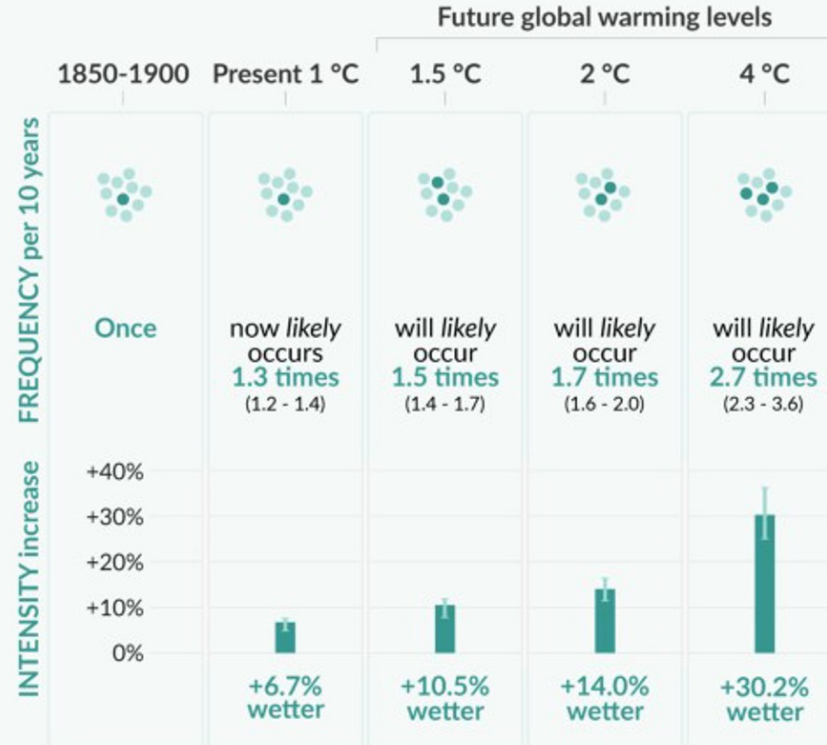 Future global warming levels
1850-1900 Present 1 °C 1.5 °C 2 °C 4 °C
FREQUENCY per 10 years
Once
now likely occurs 1.3 times (1.2 - 1.4)
will likely occur 1.5 times (1.4 - 1.7)
will likely occur 1.7 times (1.6 - 2.0)
will likely occur 2.7 times (2.3 - 3.6)
INTENSITY increase
+40%
+30%
+20%
+10%
0%
+6.7% wetter
+10.5% wetter
+14.0% wetter
+30.2% wetter